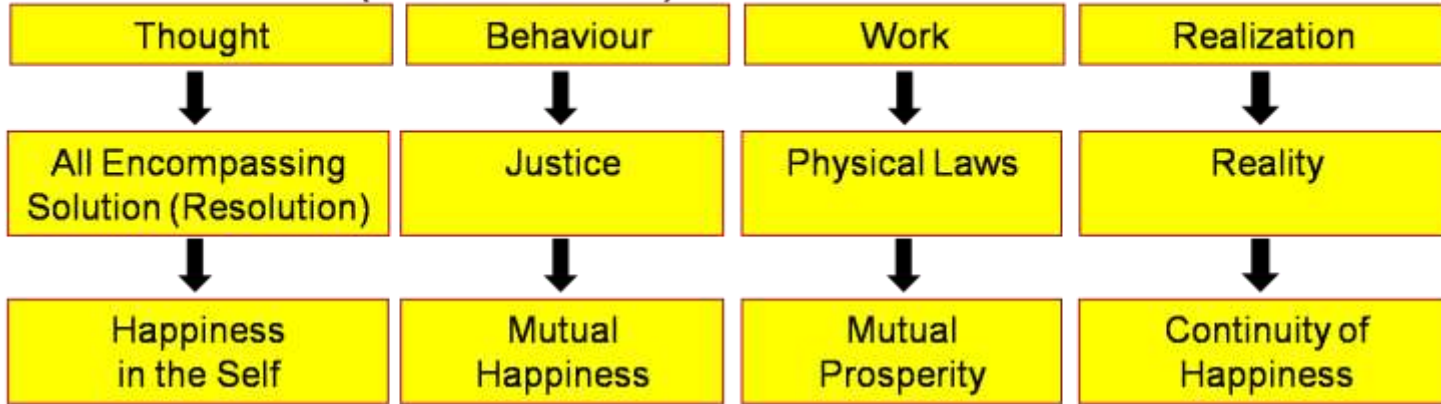 Thought Behaviour Work Realization
All Encompassing Justice Physical Laws Reality
Solution (Resolution)
Happiness Mutual Mutual Continuity of
in the Self Happiness Prosperity Happiness